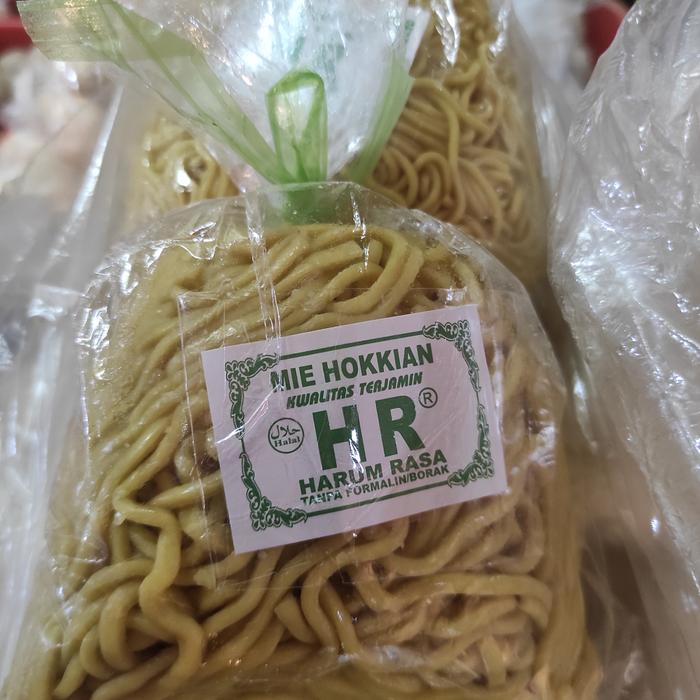 MIE HOKKIAN
KWALITAS TERJAMIN
HR®
حلال
Halal
HARUM RASA
TANPA FORMALIN/BORAK